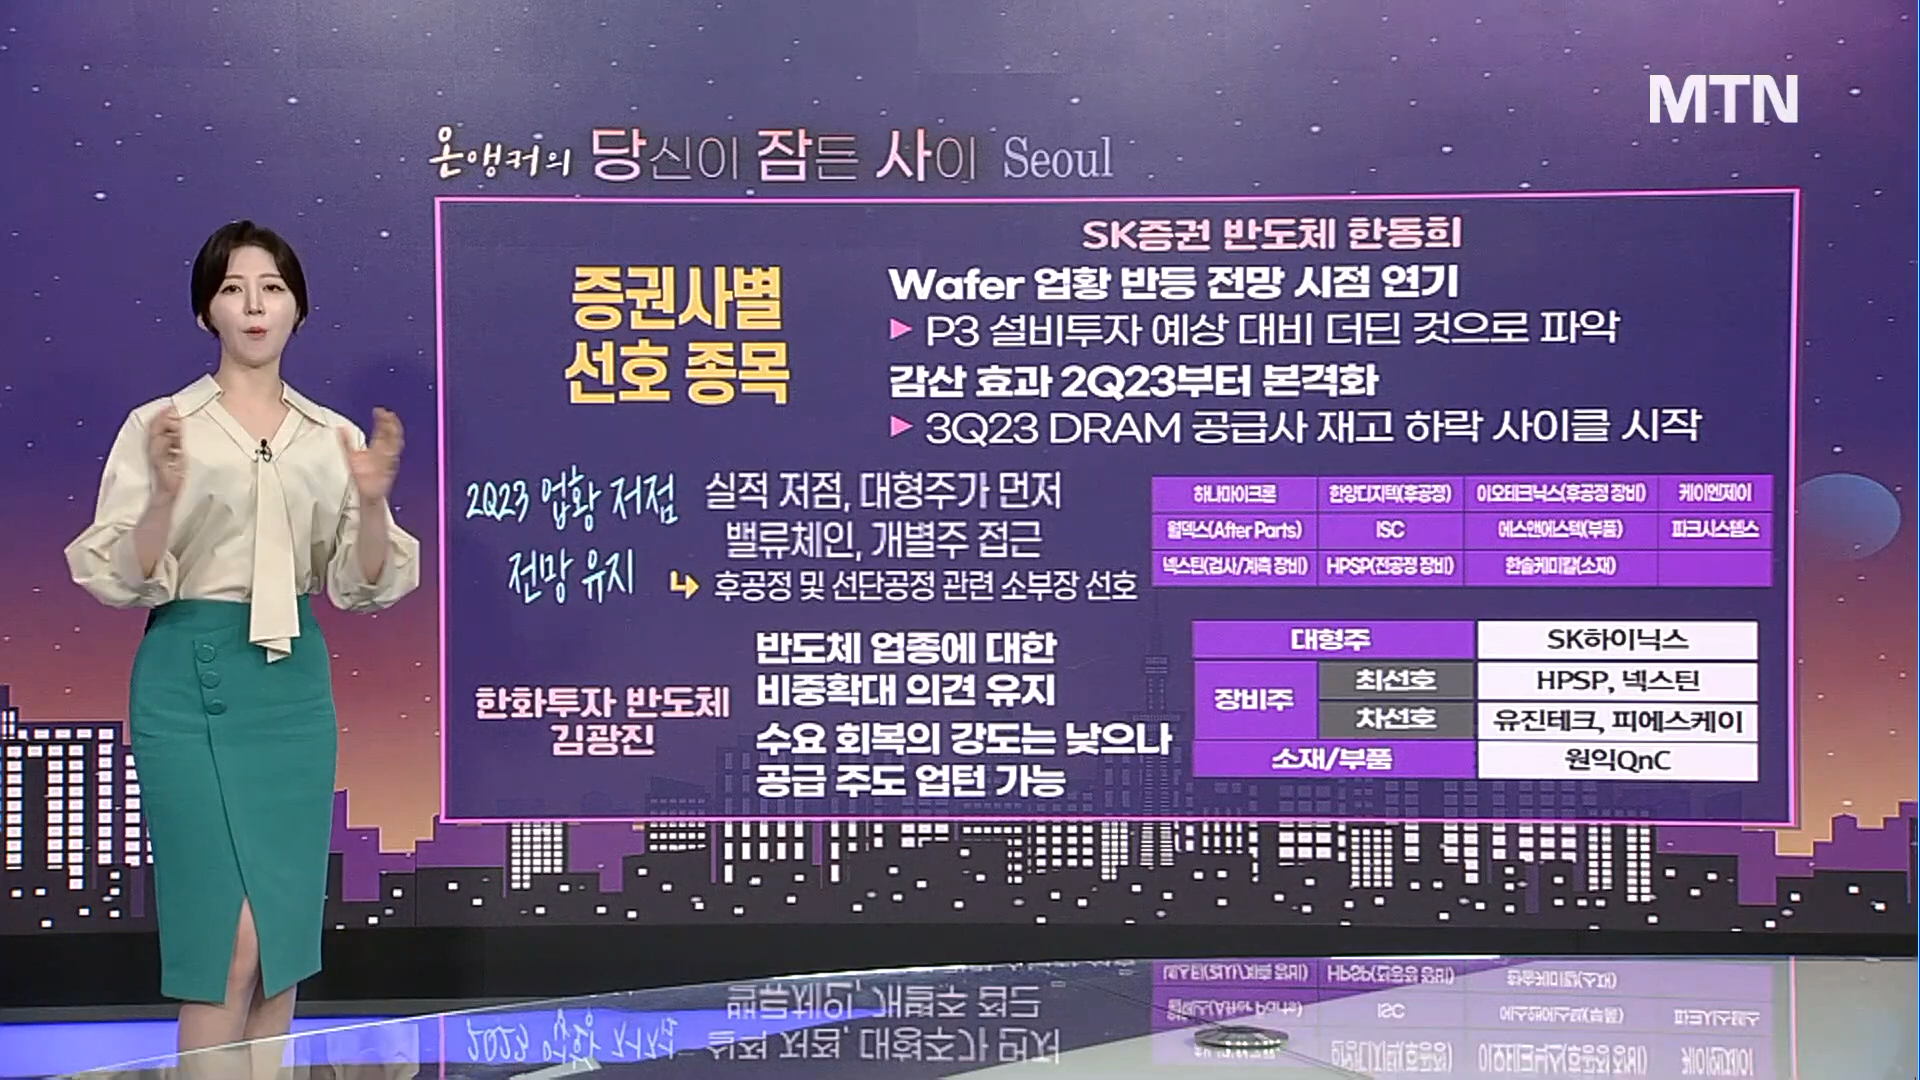 MTN
온앵커의 당신이 잠든 사이 Seoul
증권사별
선호 종목
SK증권 반도체 한동희
Wafer 업황 반등 전망 시점 연기
▶ P3 설비투자 예상 대비 더딘 것으로 파악
감산 효과 2Q23부터 본격화
▶ 3Q23 DRAM 공급사 재고 하락 사이클 시작
2Q23 업황 저점
전망 유지
실적 저점, 대형주가 먼저
밸류체인, 개별주 접근
↳ 후공정 및 선단공정 관련 소부장 선호
하나마이크론 한양디지텍(후공정) 이오테크닉스(후공정 장비) 케이엔제이
월덱스(After Parts) ISC 에스앤에스텍(부품) 파크시스템스
넥스틴(검사/계측 장비) HPSP(전공정 장비) 한솔케미칼(소재)
한화투자 반도체
김광진
반도체 업종에 대한
비중확대 의견 유지
수요 회복의 강도는 낮으나
공급 주도 업턴 가능
대형주 SK하이닉스
장비주 최선호 HPSP, 넥스틴
차선호 유진테크, 피에스케이
소재/부품 원익QnC